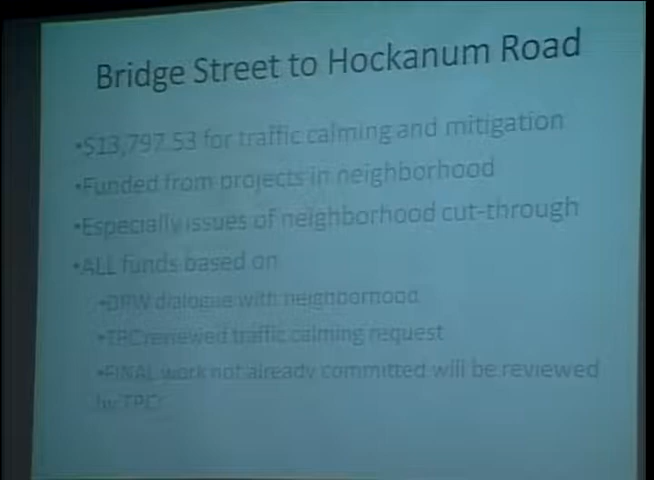 Bridge Street to Hockanum Road
•$13,797.53 for traffic calming and mitigation
•Funded from projects in neighborhood
•Especially issues of neighborhood cut-through
•ALL funds based on
•DPW dialogue with neighborhood
•TPC reviewed traffic calming request
•FINAL work not already committed will be reviewed
by TPC